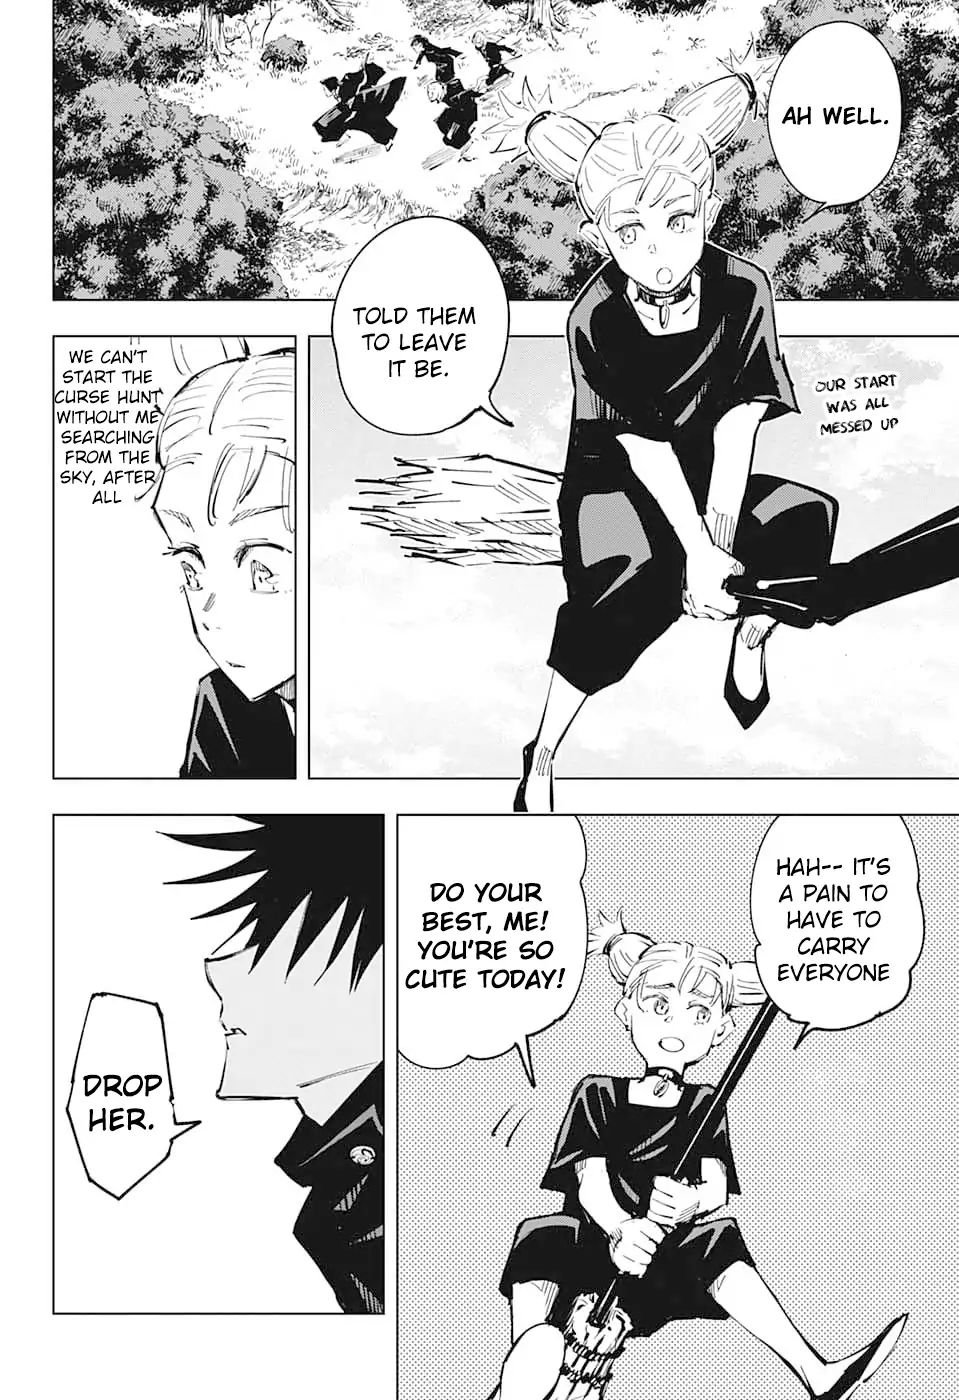 AH WELL.
TOLD THEM
TO LEAVE
IT BE.
OUR START
WAS ALL
MESSED UP
WE CAN'T
START THE
CURSE HUNT
WITHOUT ME
SEARCHING
FROM THE
SKY, AFTER
ALL
HAH-- IT'S
A PAIN TO
HAVE TO
CARRY
EVERYONE
DO YOUR
BEST, ME!
YOU'RE SO
CUTE TODAY!
DROP
HER.